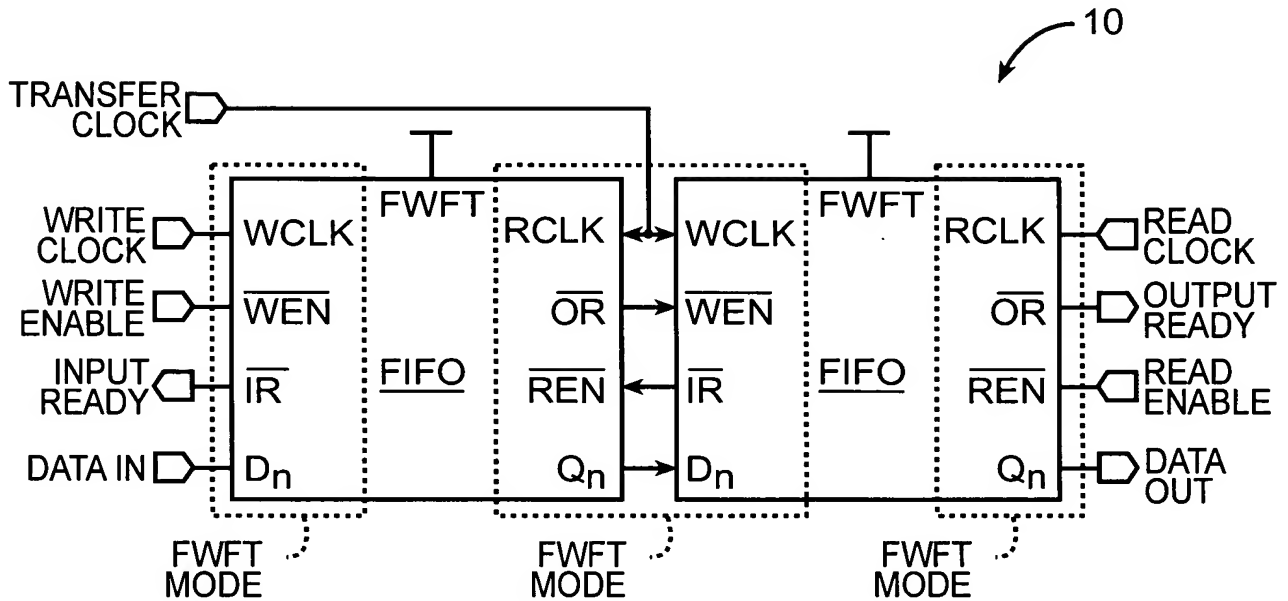 10
TRANSFER
CLOCK
FWFT
FWFT
WRITE
CLOCK
WCLK
RCLK
WCLK
RCLK
READ
CLOCK
WRITE
ENABLE
WEN
OR
WEN
OR
OUTPUT
READY
INPUT
READY
IR
FIFO
REN
IR
FIFO
REN
READ
ENABLE
DATA IN
Dn
Qn
Dn
Qn
DATA
OUT
FWFT
MODE
FWFT
MODE
FWFT
MODE